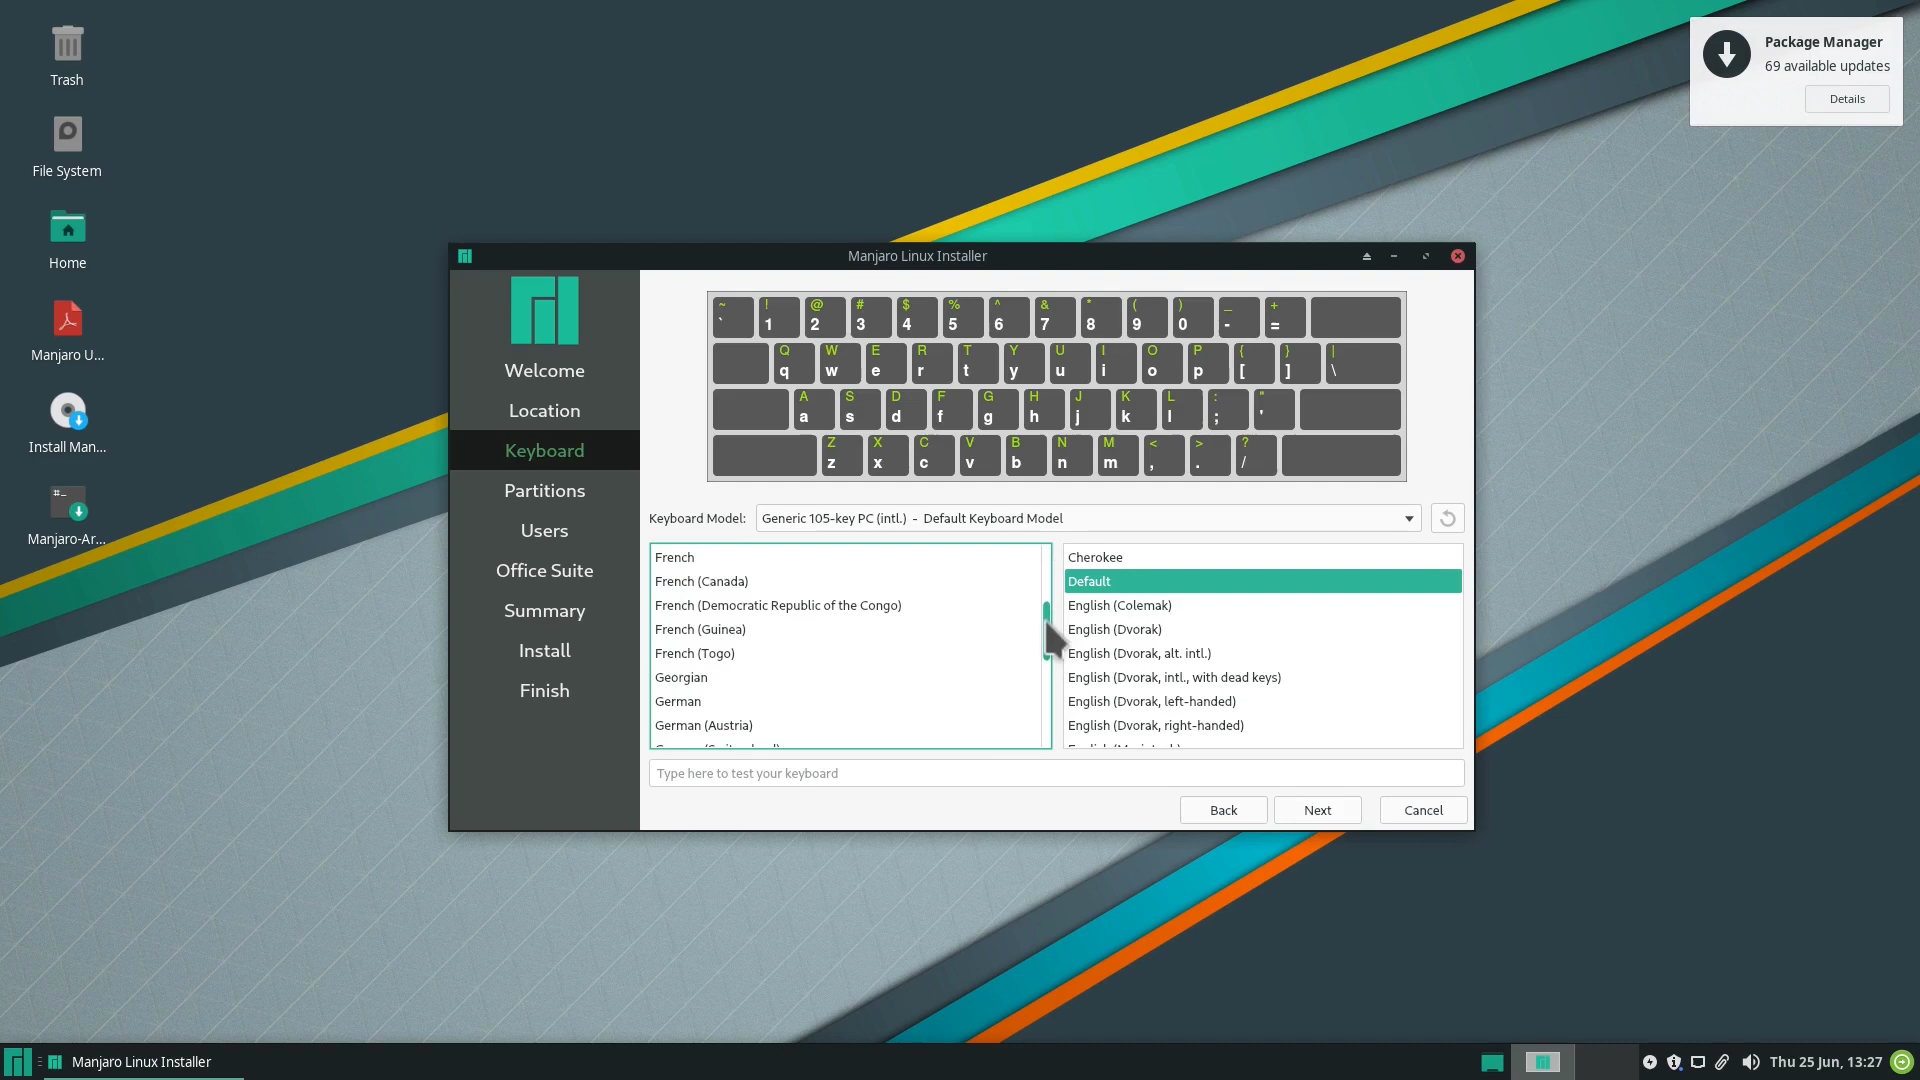 Trash
File System
Home
Manjaro U...
Install Man...
Manjaro-Ar...
Package Manager
69 available updates
Details
Manjaro Linux Installer
Welcome
Location
Keyboard
Partitions
Users
Office Suite
Summary
Install
Finish
~ ! @ # $ % ^ & * ( ) _ +
` 1 2 3 4 5 6 7 8 9 0 - =
Q W E R T Y U I O P { } |
q w e r t y u i o p [ ] \
A S D F G H J K L : "
a s d f g h j k l ; '
Z X C V B N M < > ?
z x c v b n m , . /
Keyboard Model:
Generic 105-key PC (intl.) - Default Keyboard Model
French
French (Canada)
French (Democratic Republic of the Congo)
French (Guinea)
French (Togo)
Georgian
German
German (Austria)
Cherokee
Default
English (Colemak)
English (Dvorak)
English (Dvorak, alt. intl.)
English (Dvorak, intl., with dead keys)
English (Dvorak, left-handed)
English (Dvorak, right-handed)
Type here to test your keyboard
Back
Next
Cancel
Manjaro Linux Installer
Thu 25 Jun, 13:27